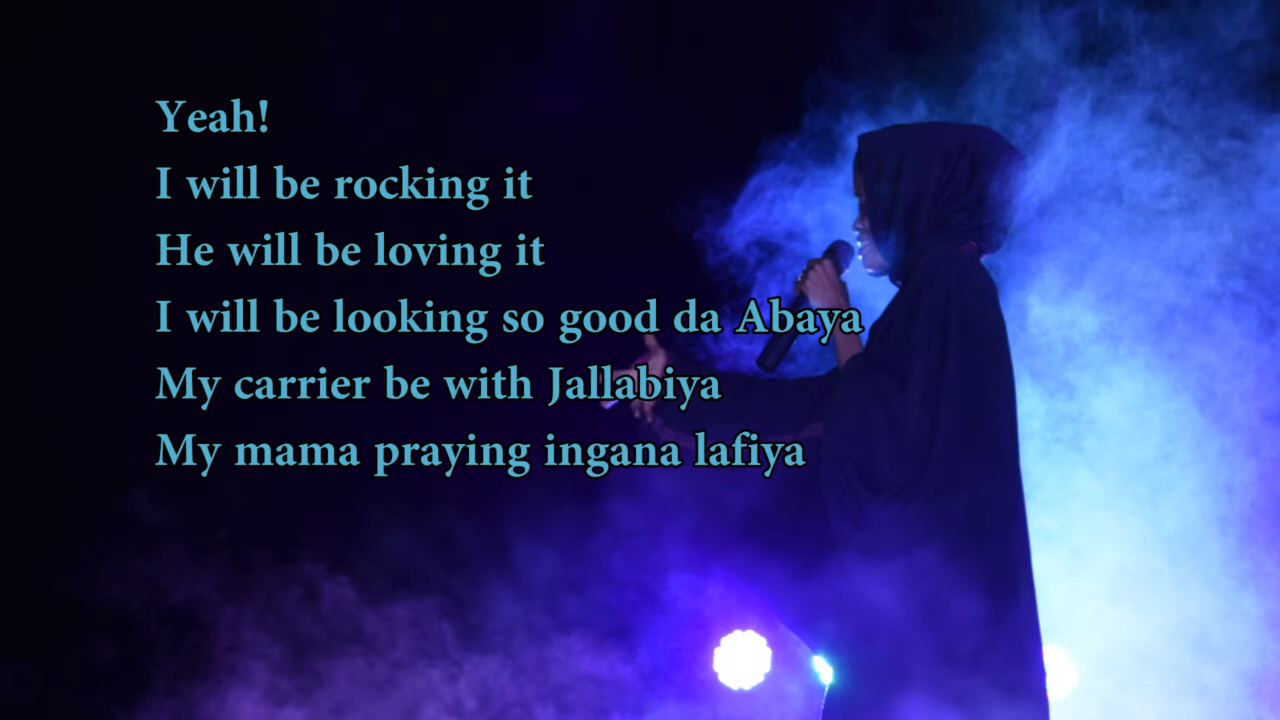 Yeah!
I will be rocking it
He will be loving it
I will be looking so good da Abaya
My carrier be with Jallabiya
My mama praying ingana lafiya